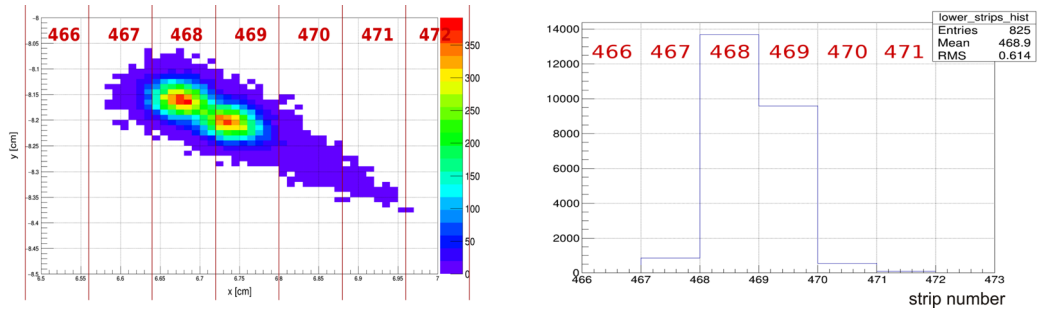 466 467 468 469 470 471 472
-8
-8.05
-8.1
-8.15
-8.2
-8.25
-8.3
-8.35
-8.4
-8.45
-8.5
y [cm]
6.5 6.55 6.6 6.65 6.7 6.75 6.8 6.85 6.9 6.95 7
x [cm]
350
300
250
200
150
100
50
0
lower_strips_hist
Entries 825
Mean 468.9
RMS 0.614
466 467 468 469 470 471
14000
12000
10000
8000
6000
4000
2000
0
466 467 468 469 470 471 472 473
strip number